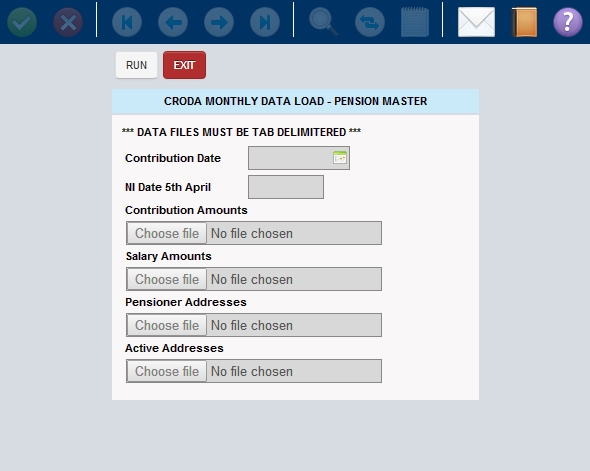 RUN EXIT
CRODA MONTHLY DATA LOAD - PENSION MASTER
*** DATA FILES MUST BE TAB DELIMITERED ***
Contribution Date
NI Date 5th April
Contribution Amounts
Choose file No file chosen
Salary Amounts
Choose file No file chosen
Pensioner Addresses
Choose file No file chosen
Active Addresses
Choose file No file chosen